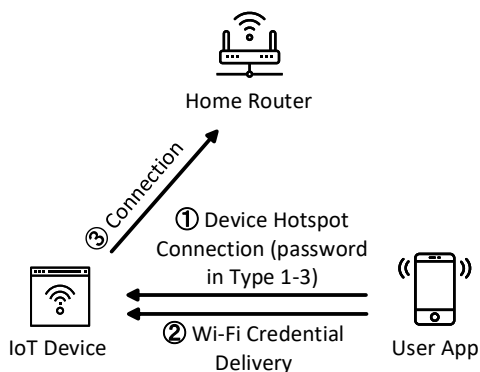 Home Router
③ Connection
① Device Hotspot
Connection (password
in Type 1-3)
② Wi-Fi Credential
Delivery
IoT Device
User App